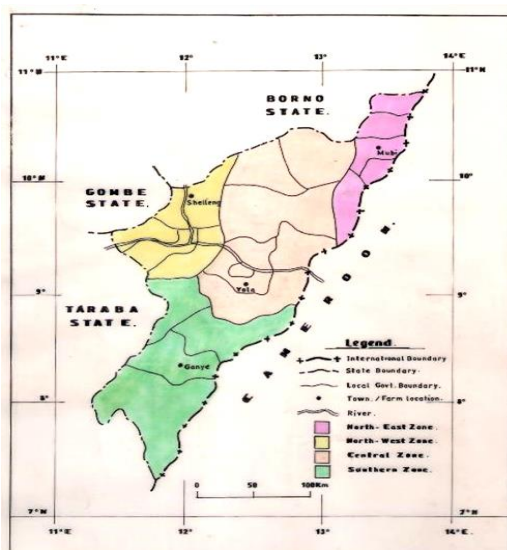 11°E
12°
13°
14°E
11°N
11°N
BORNO
STATE.
Mubi
10°N
10°
GOMBE
STATE.
Shelleng
CAMEROON.
9°
9°
Yola
TARABA
STATE.
Legend.
International Boundary
State Boundary.
Ganye
Local Govt. Boundary.
8°
8°
Town./Farm location.
River.
North-East Zone.
North-West Zone.
Central Zone.
Southern Zone.
0 50 100Km
7°N
7°N
11°E
12°
13°
14°E